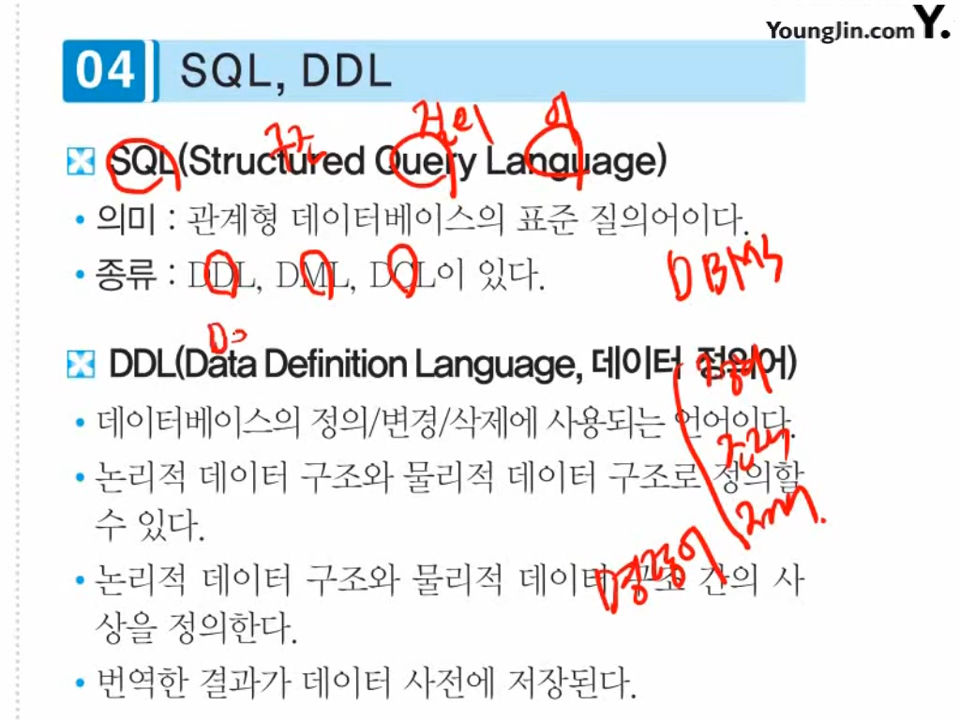 YoungJin.com Y.
04 SQL, DDL
구조 질의 어
SQL(Structured Query Language)
• 의미 : 관계형 데이터베이스의 표준 질의어이다.
• 종류 : DDL, DML, DCL이 있다.
DBMS
DDL(Data Definition Language, 데이터 정의어)
• 데이터베이스의 정의/변경/삭제에 사용되는 언어이다.
• 논리적 데이터 구조와 물리적 데이터 구조로 정의할
수 있다.
• 논리적 데이터 구조와 물리적 데이터 구조 간의 사
상을 정의한다.
• 번역한 결과가 데이터 사전에 저장된다.